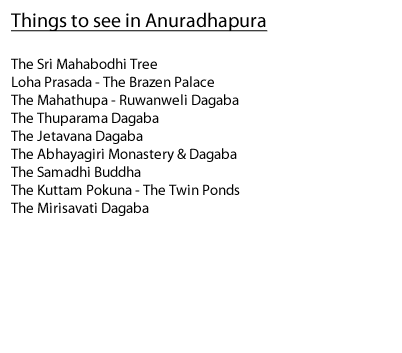 Things to see in Anuradhapura
The Sri Mahabodhi Tree
Loha Prasada - The Brazen Palace
The Mahathupa - Ruwanweli Dagaba
The Thuparama Dagaba
The Jetavana Dagaba
The Abhayagiri Monastery & Dagaba
The Samadhi Buddha
The Kuttam Pokuna - The Twin Ponds
The Mirisavati Dagaba